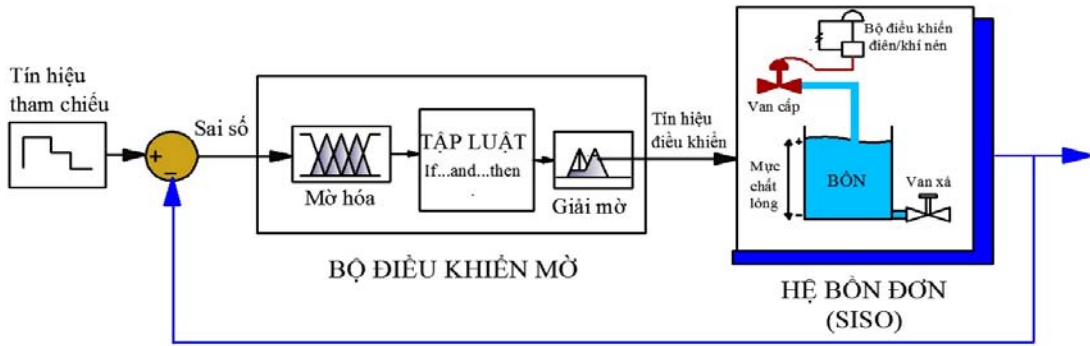 Tín hiệu
tham chiếu
+
−
Sai số
Mờ hóa
TẬP LUẬT
If...and...then
.
Giải mờ
BỘ ĐIỀU KHIỂN MỜ
Tín hiệu
điều khiển
Bộ điều khiển
điên/khí nén
Van cấp
Mực
chất
lỏng
BỒN
Van xả
HỆ BỒN ĐƠN
(SISO)